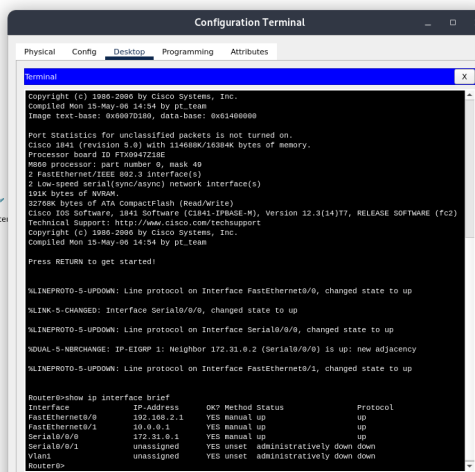 Configuration Terminal
Physical Config Desktop Programming Attributes
Terminal
X
Copyright (c) 1986-2006 by Cisco Systems, Inc.
Compiled Mon 15-May-06 14:54 by pt_team
Image text-base: 0x6007D180, data-base: 0x61400000
Port Statistics for unclassified packets is not turned on.
Cisco 1841 (revision 5.0) with 114688K/16384K bytes of memory.
Processor board ID FTX0947Z18E
M860 processor: part number 0, mask 49
2 FastEthernet/IEEE 802.3 interface(s)
2 Low-speed serial(sync/async) network interface(s)
191K bytes of NVRAM.
32768K bytes of ATA CompactFlash (Read/Write)
Cisco IOS Software, 1841 Software (C1841-IPBASE-M), Version 12.3(14)T7, RELEASE SOFTWARE (fc2)
Technical Support: http://www.cisco.com/techsupport
Copyright (c) 1986-2006 by Cisco Systems, Inc.
Compiled Mon 15-May-06 14:54 by pt_team
Press RETURN to get started!
%LINEPROTO-5-UPDOWN: Line protocol on Interface FastEthernet0/0, changed state to up
%LINK-5-CHANGED: Interface Serial0/0/0, changed state to up
%LINEPROTO-5-UPDOWN: Line protocol on Interface Serial0/0/0, changed state to up
%DUAL-5-NBRCHANGE: IP-EIGRP 1: Neighbor 172.31.0.2 (Serial0/0/0) is up: new adjacency
%LINEPROTO-5-UPDOWN: Line protocol on Interface FastEthernet0/1, changed state to up
Router0>show ip interface brief
Interface IP-Address OK? Method Status Protocol
FastEthernet0/0 192.168.2.1 YES manual up up
FastEthernet0/1 10.0.0.1 YES manual up up
Serial0/0/0 172.31.0.1 YES manual up up
Serial0/0/1 unassigned YES unset administratively down down
Vlan1 unassigned YES unset administratively down down
Router0>